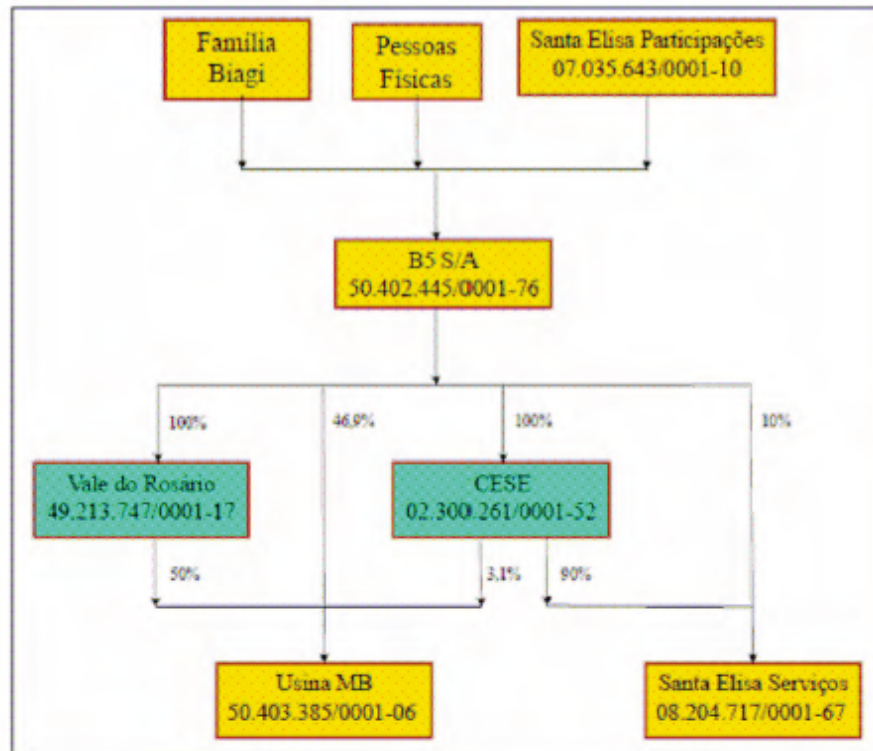 Família
Biagi
Pessoas
Físicas
Santa Elisa Participações
07.035.643/0001-10
B5 S/A
50.402.445/0001-76
100%
46,9%
100%
10%
Vale do Rosário
49.213.747/0001-17
CESE
02.300.261/0001-52
50%
3,1%
90%
Usina MB
50.403.385/0001-06
Santa Elisa Serviços
08.204.717/0001-67